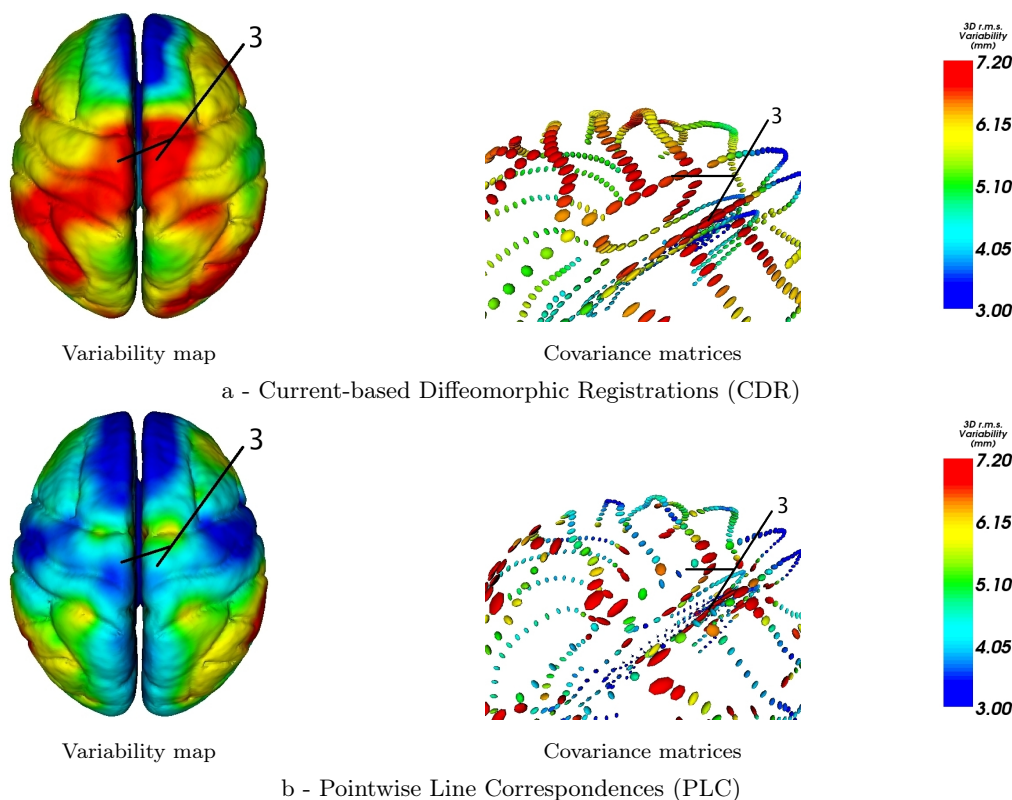 3
3
3D r.m.s.
Variability
(mm)
7.20
6.15
5.10
4.05
3.00
Variability map
Covariance matrices
a - Current-based Diffeomorphic Registrations (CDR)
3
3
3D r.m.s.
Variability
(mm)
7.20
6.15
5.10
4.05
3.00
Variability map
Covariance matrices
b - Pointwise Line Correspondences (PLC)